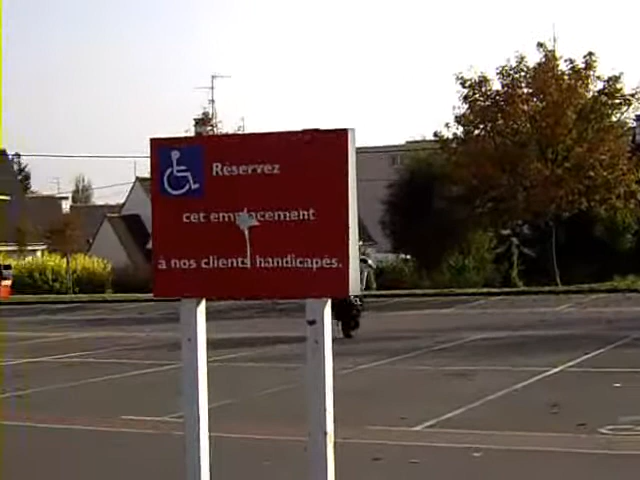 Réservez
cet emplacement
à nos clients handicapés.